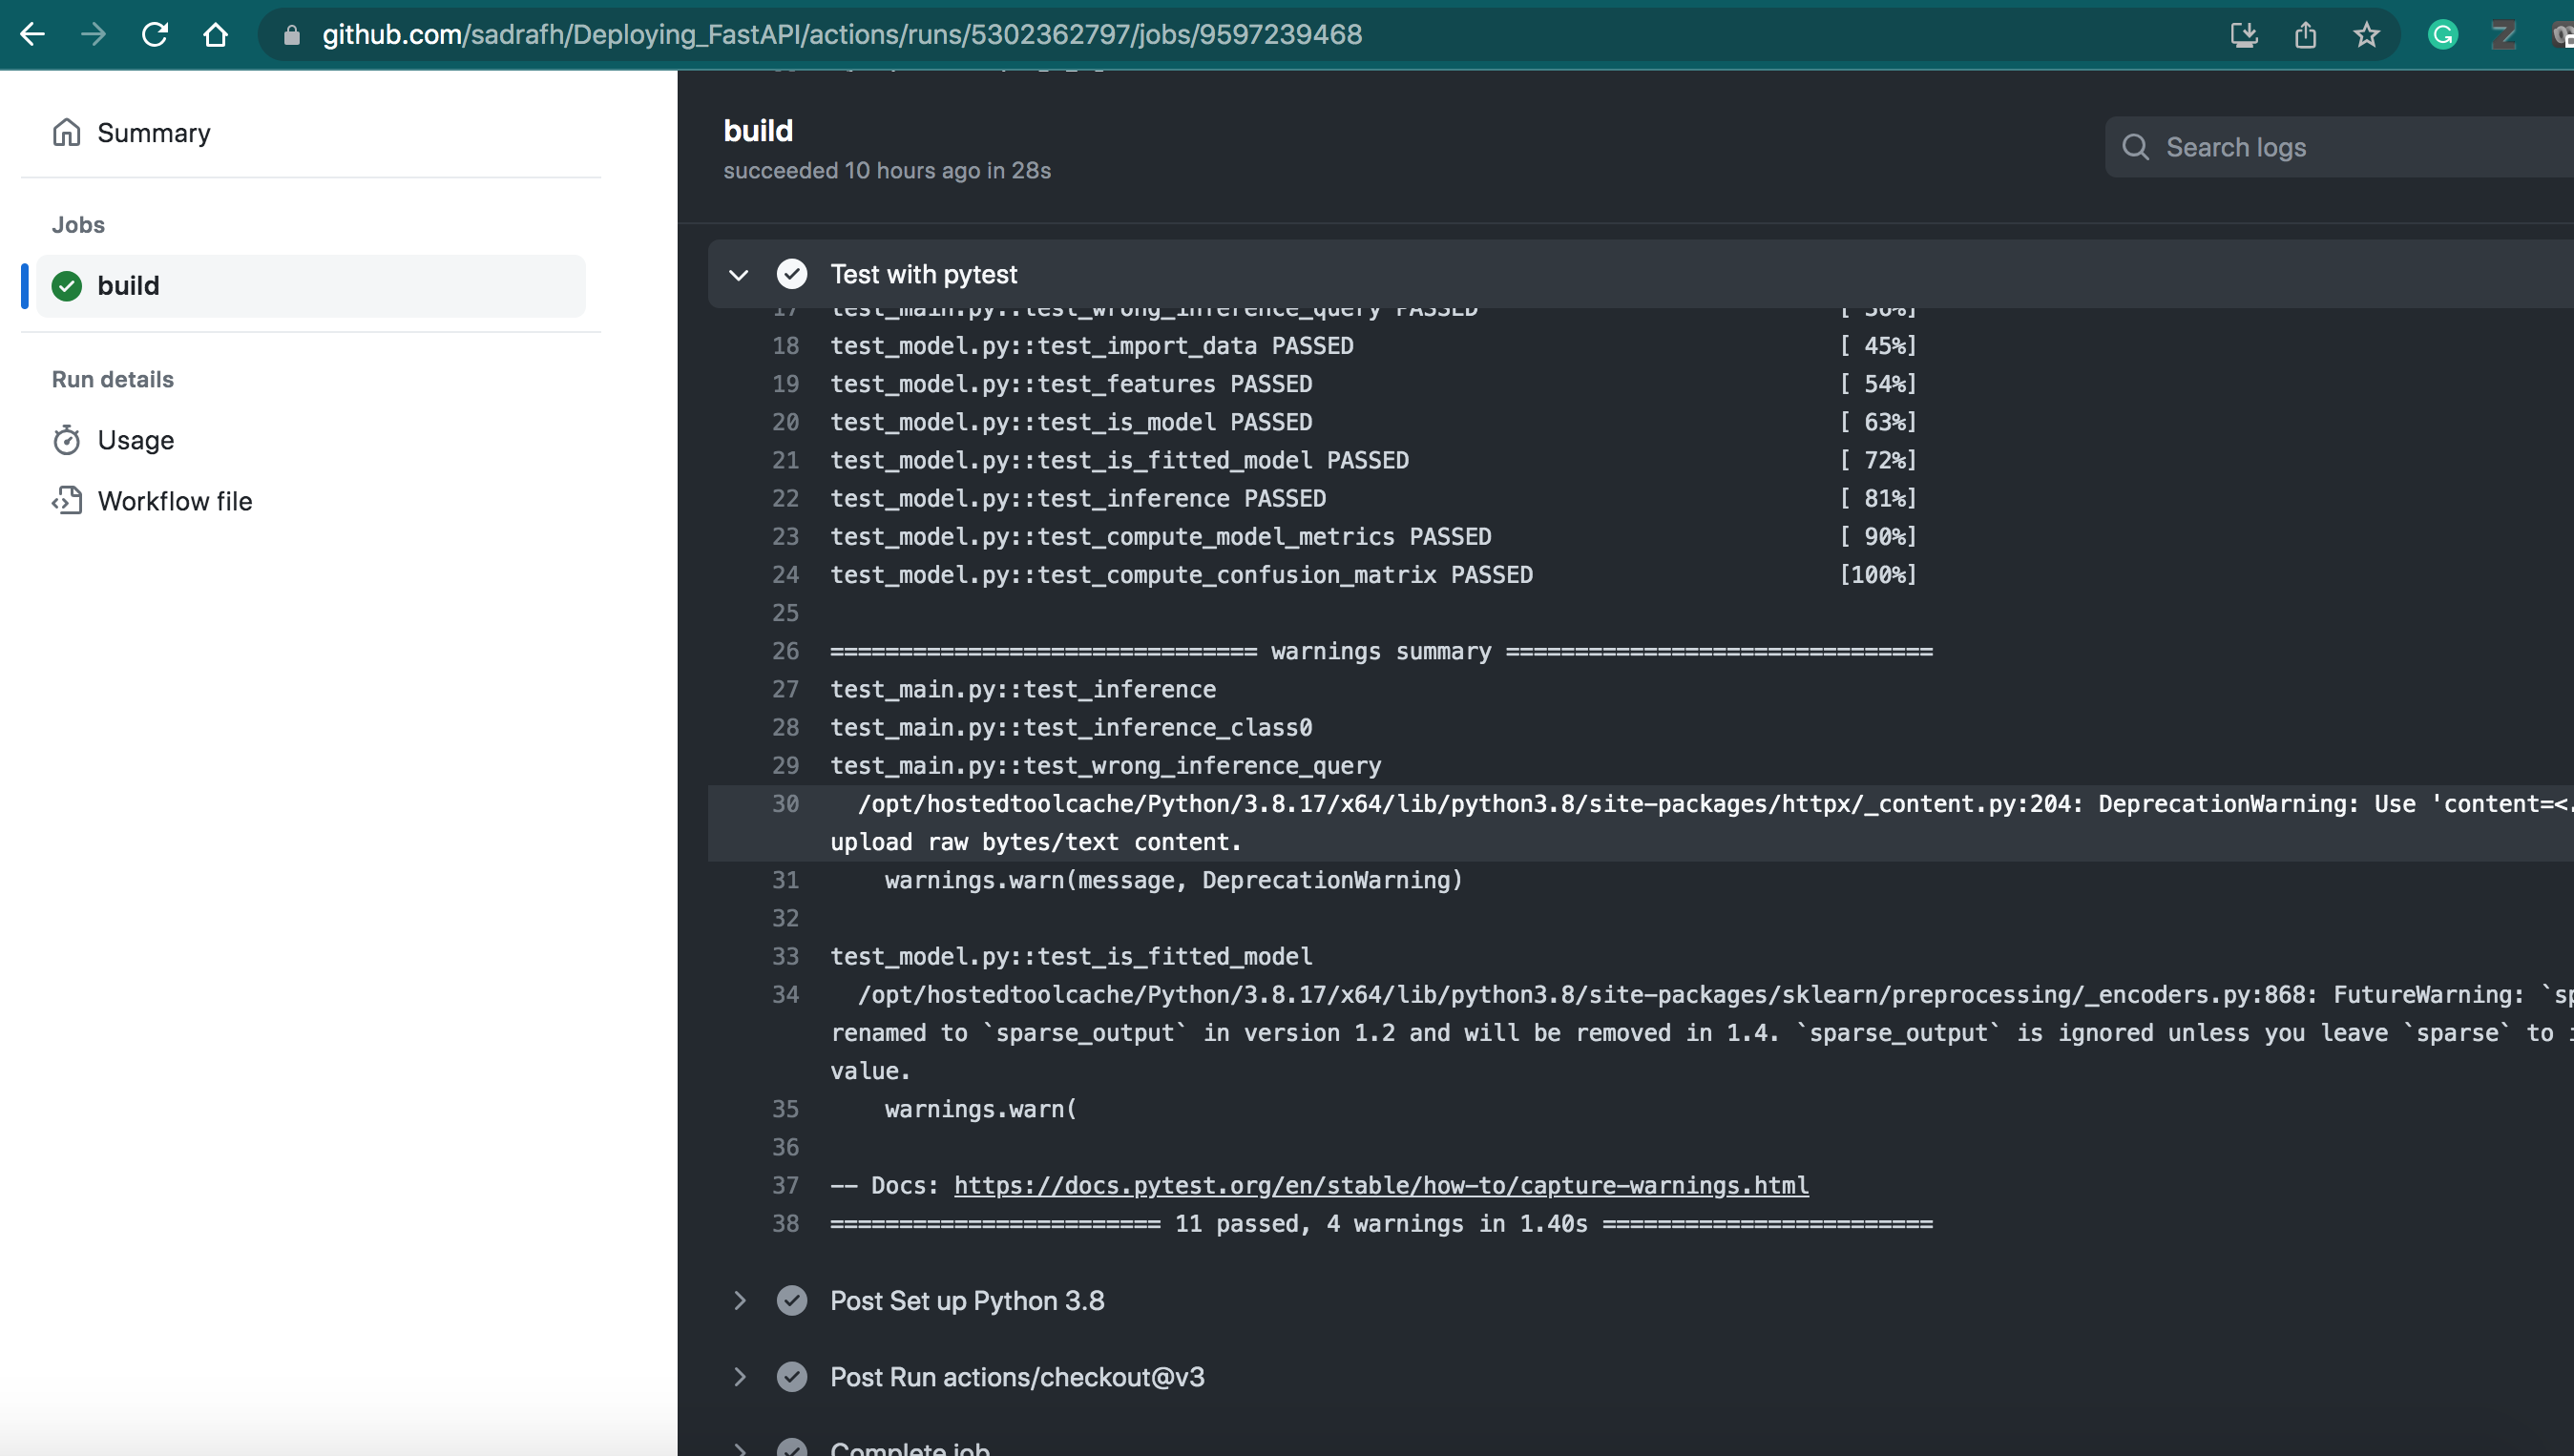 github.com/sadrafh/Deploying_FastAPI/actions/runs/5302362797/jobs/9597239468
Summary
Jobs
build
Run details
Usage
Workflow file
build
succeeded 10 hours ago in 28s
Search logs
Test with pytest
17 test_main.py::test_wrong_inference_query PASSED [ 36%]
18 test_model.py::test_import_data PASSED [ 45%]
19 test_model.py::test_features PASSED [ 54%]
20 test_model.py::test_is_model PASSED [ 63%]
21 test_model.py::test_is_fitted_model PASSED [ 72%]
22 test_model.py::test_inference PASSED [ 81%]
23 test_model.py::test_compute_model_metrics PASSED [ 90%]
24 test_model.py::test_compute_confusion_matrix PASSED [100%]
25
26 =============================== warnings summary ===============================
27 test_main.py::test_inference
28 test_main.py::test_inference_class0
29 test_main.py::test_wrong_inference_query
30 /opt/hostedtoolcache/Python/3.8.17/x64/lib/python3.8/site-packages/httpx/_content.py:204: DeprecationWarning: Use 'content=<.
upload raw bytes/text content.
31 warnings.warn(message, DeprecationWarning)
32
33 test_model.py::test_is_fitted_model
34 /opt/hostedtoolcache/Python/3.8.17/x64/lib/python3.8/site-packages/sklearn/preprocessing/_encoders.py:868: FutureWarning: `sp
renamed to `sparse_output` in version 1.2 and will be removed in 1.4. `sparse_output` is ignored unless you leave `sparse` to
value.
35 warnings.warn(
36
37 -- Docs: https://docs.pytest.org/en/stable/how-to/capture-warnings.html
38 ======================== 11 passed, 4 warnings in 1.40s ========================
Post Set up Python 3.8
Post Run actions/checkout@v3
Complete job